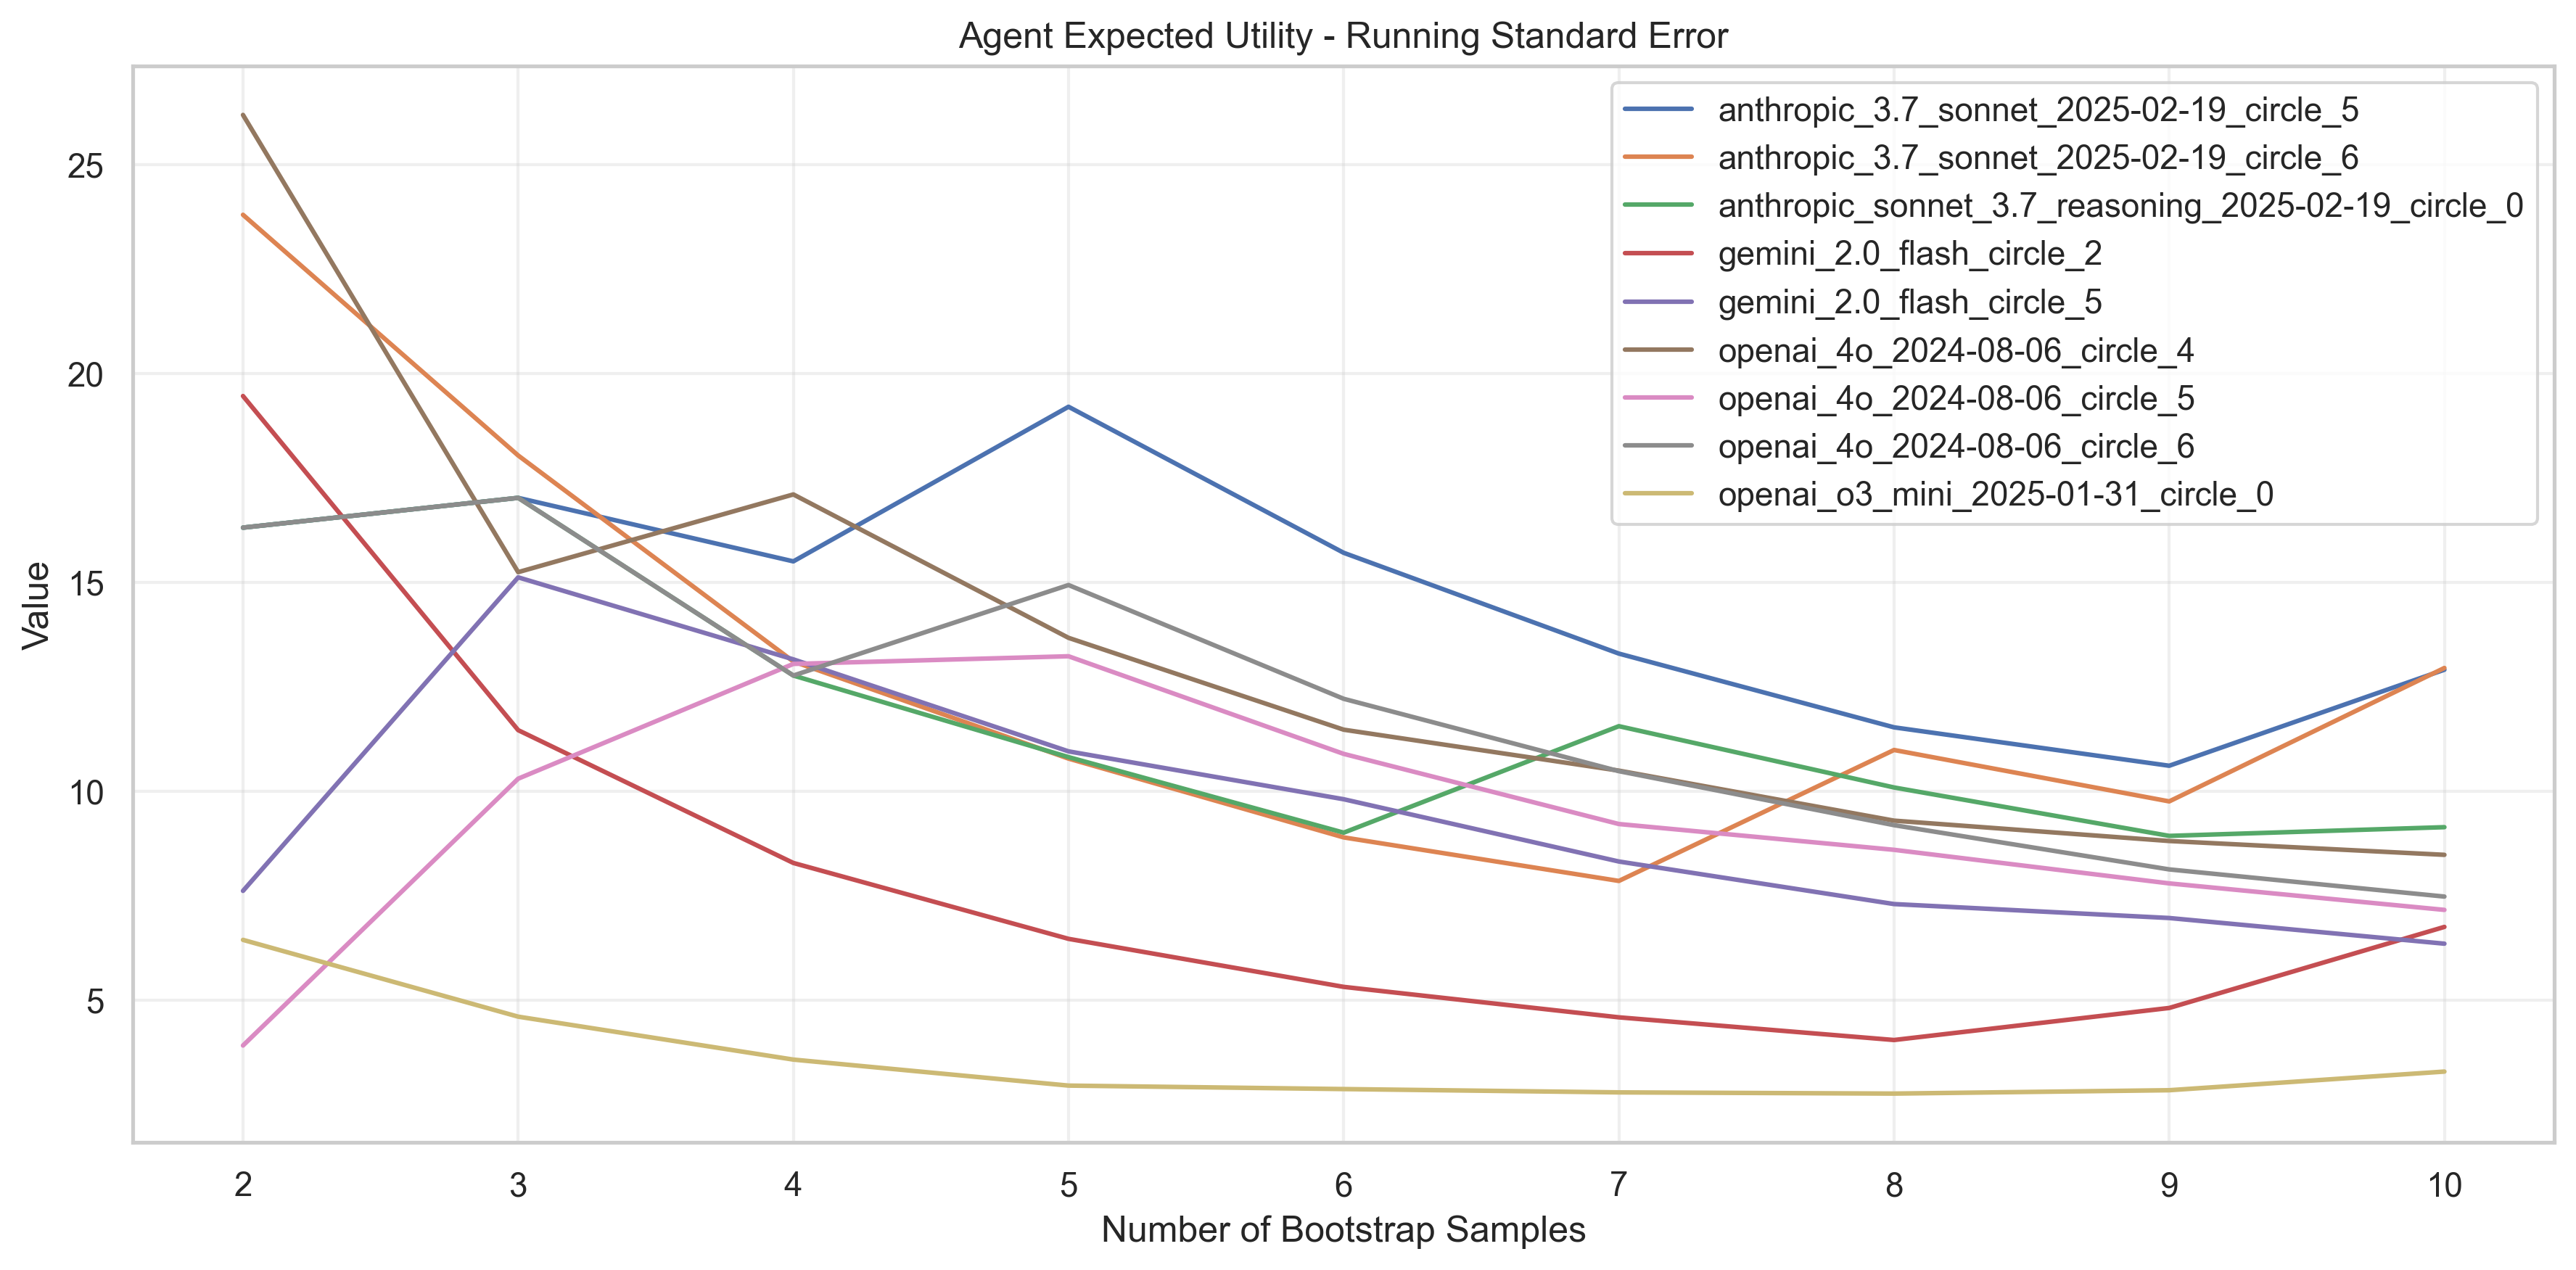 Agent Expected Utility - Running Standard Error
anthropic_3.7_sonnet_2025-02-19_circle_5
anthropic_3.7_sonnet_2025-02-19_circle_6
anthropic_sonnet_3.7_reasoning_2025-02-19_circle_0
gemini_2.0_flash_circle_2
gemini_2.0_flash_circle_5
openai_4o_2024-08-06_circle_4
openai_4o_2024-08-06_circle_5
openai_4o_2024-08-06_circle_6
openai_o3_mini_2025-01-31_circle_0
Value
25
20
15
10
5
2 3 4 5 6 7 8 9 10
Number of Bootstrap Samples